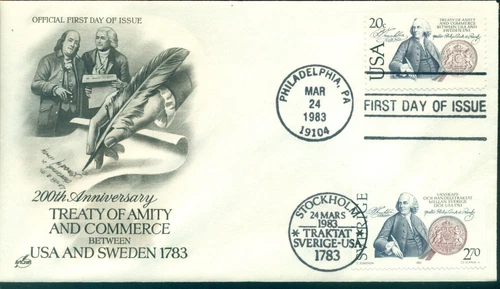 OFFICIAL FIRST DAY OF ISSUE
200th Anniversary
TREATY OF AMITY
AND COMMERCE
BETWEEN
USA AND SWEDEN 1783
PHILADELPHIA, PA
MAR
24
1983
19104
20c
USA
TREATY OF AMITY
AND COMMERCE
BETWEEN USA AND
SWEDEN 1783
FIRST DAY OF ISSUE
STOCKHOLM
24 MARS
1983
TRAKTAT
SVERIGE-USA
1783
SVERIGE
VÄNSKAPS
OCH HANDELSTRAKTAT
MELLAN SVERIGE
OCH USA 1783
2.70